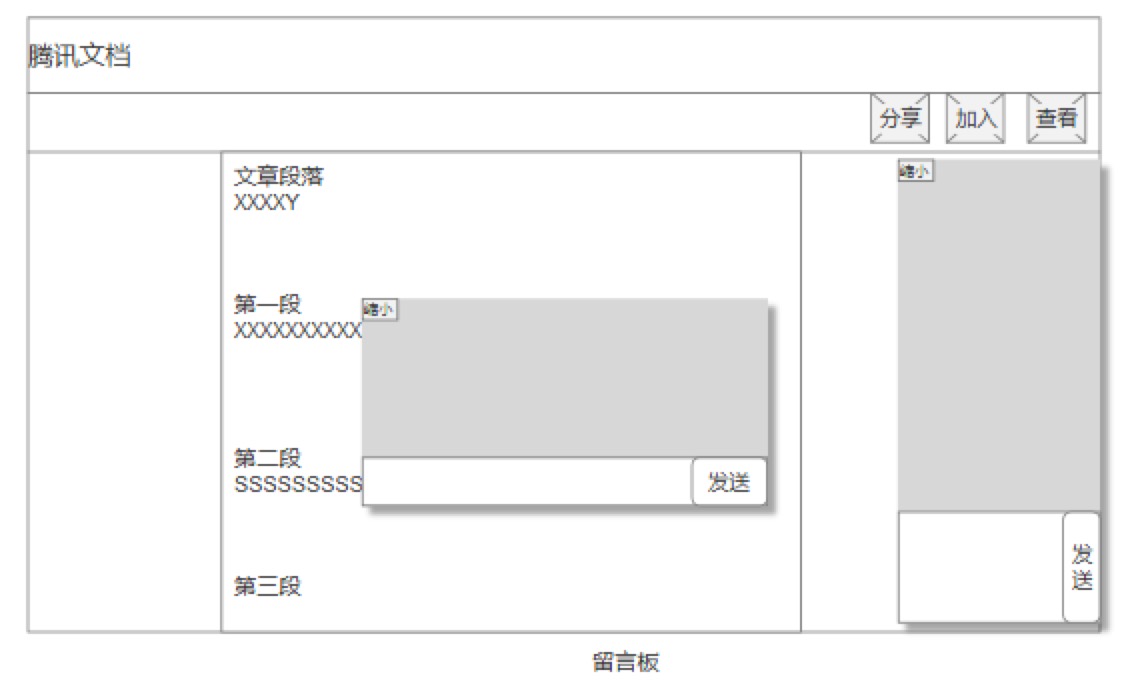 腾讯文档
分享 加入 查看
文章段落
XXXXY
缩小
第一段
XXXXXXXXXX
缩小
第二段
SSSSSSSSS
发送
发送
第三段
留言板